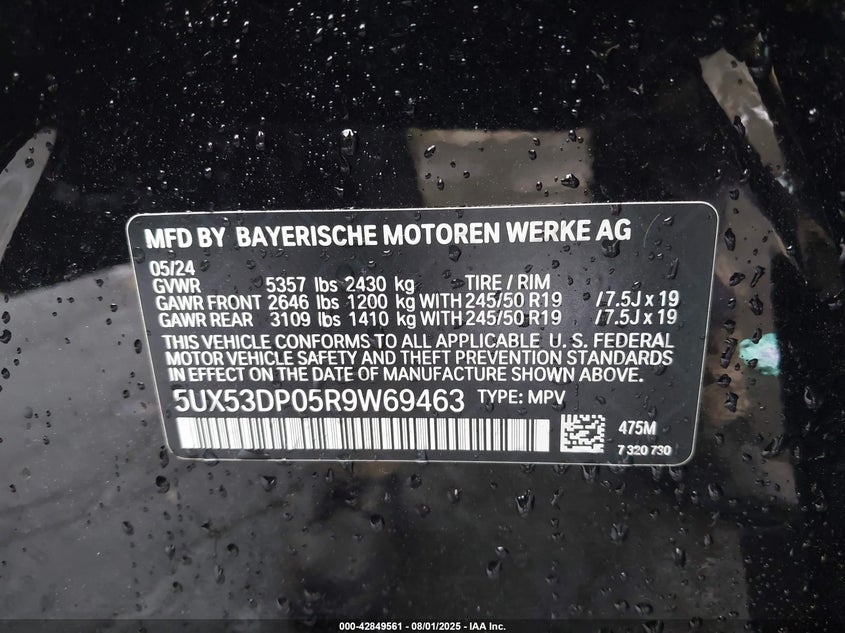 MFD BY BAYERISCHE MOTOREN WERKE AG
05/24
GVWR 5357 lbs 2430 kg TIRE / RIM
GAWR FRONT 2646 lbs 1200 kg WITH 245/50 R19 /7.5J x 19
GAWR REAR 3109 lbs 1410 kg WITH 245/50 R19 /7.5J x 19
THIS VEHICLE CONFORMS TO ALL APPLICABLE U. S. FEDERAL
MOTOR VEHICLE SAFETY AND THEFT PREVENTION STANDARDS
IN EFFECT ON THE DATE OF MANUFACTURE SHOWN ABOVE.
5UX53DP05R9W69463 TYPE: MPV
475M
7 320 730
000-42849561 - 08/01/2025 - IAA Inc.